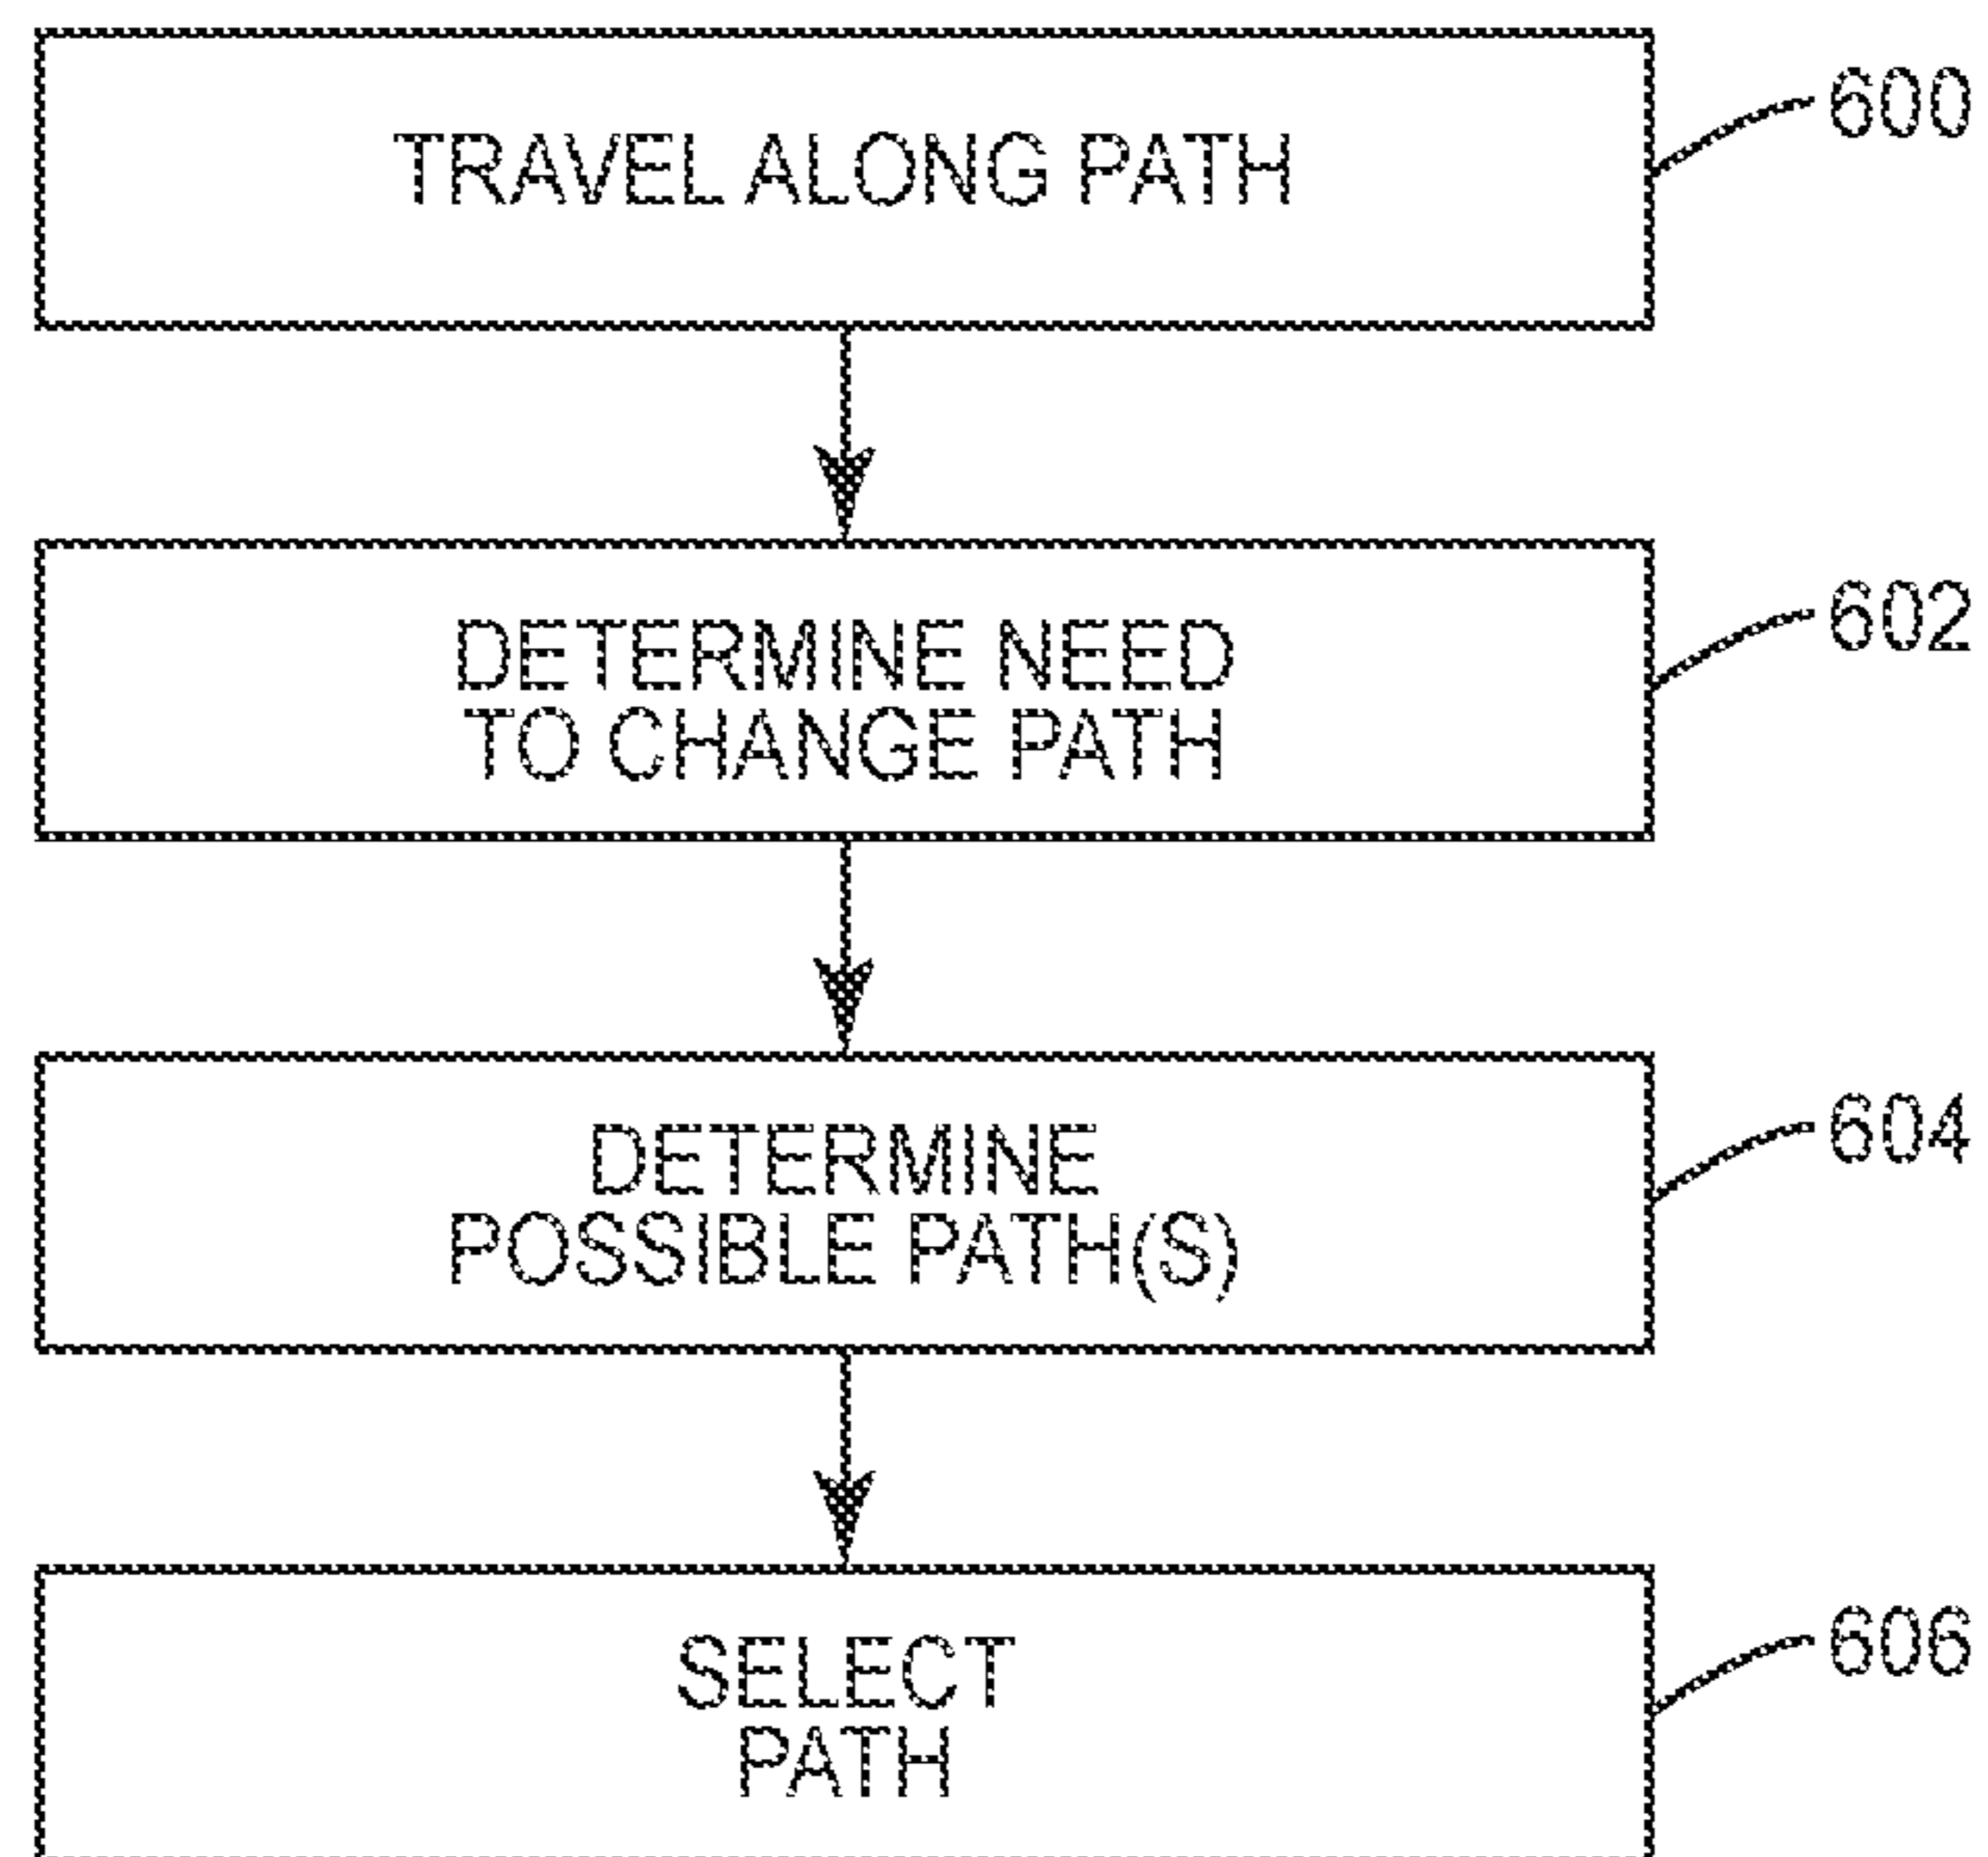 TRAVEL ALONG PATH
600
DETERMINE NEED
TO CHANGE PATH
602
DETERMINE
POSSIBLE PATH(S)
604
SELECT
PATH
606